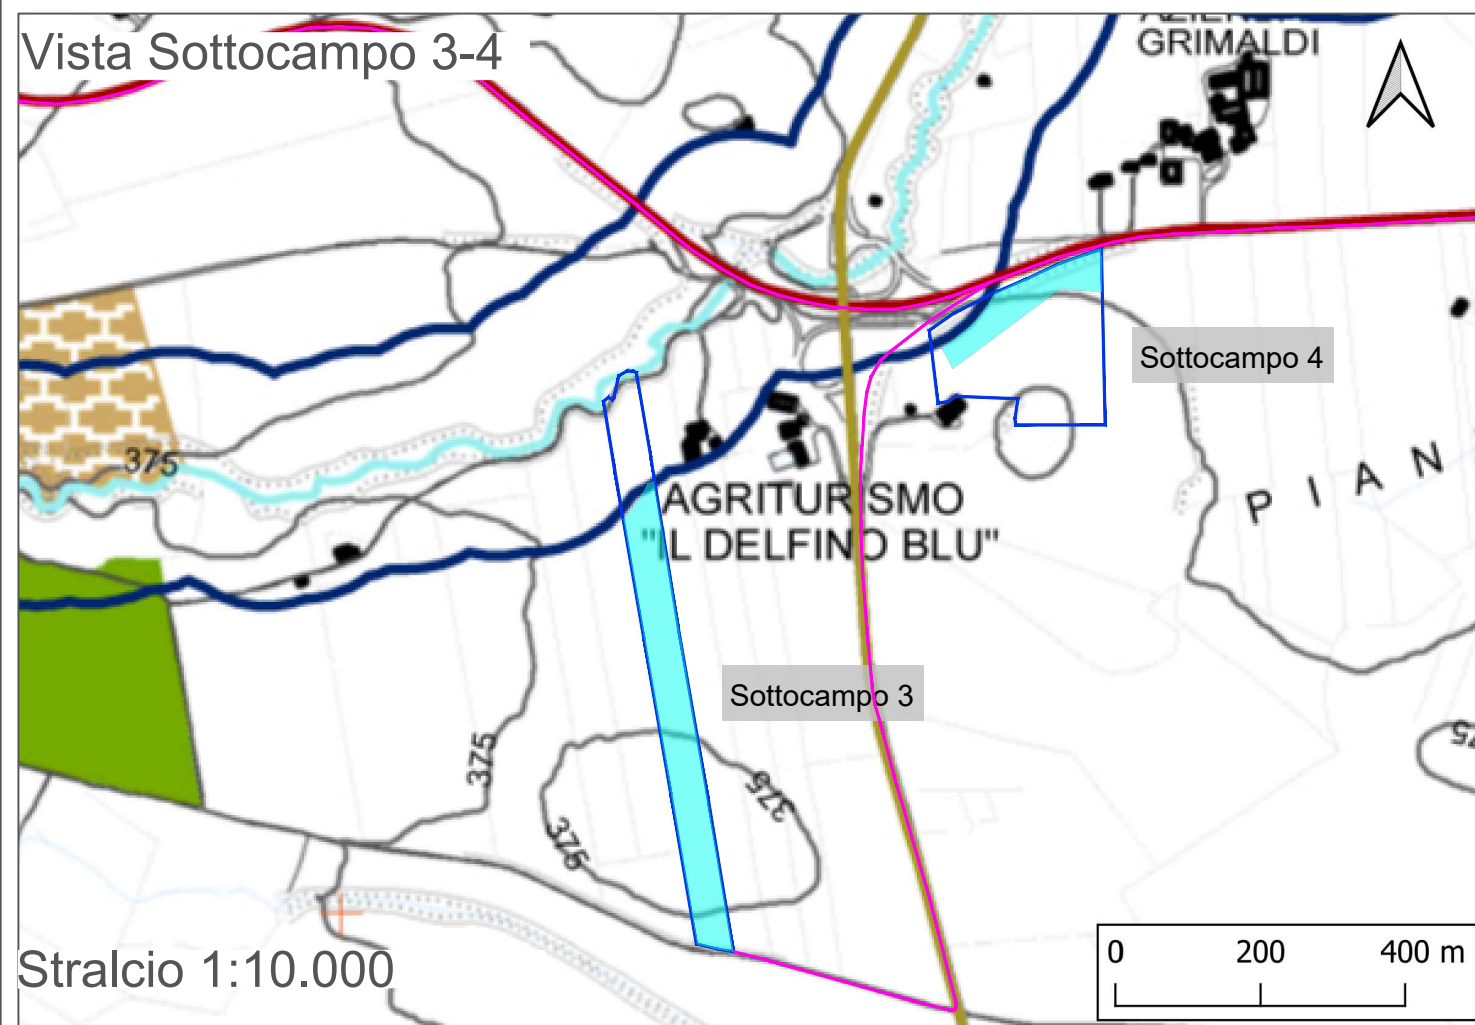 Vista Sottocampo 3-4
GRIMALDI
Sottocampo 4
375
AGRITURISMO
"IL DELFINO BLU"
P I A N
Sottocampo 3
375
375
375
Stralcio 1:10.000
0 200 400 m